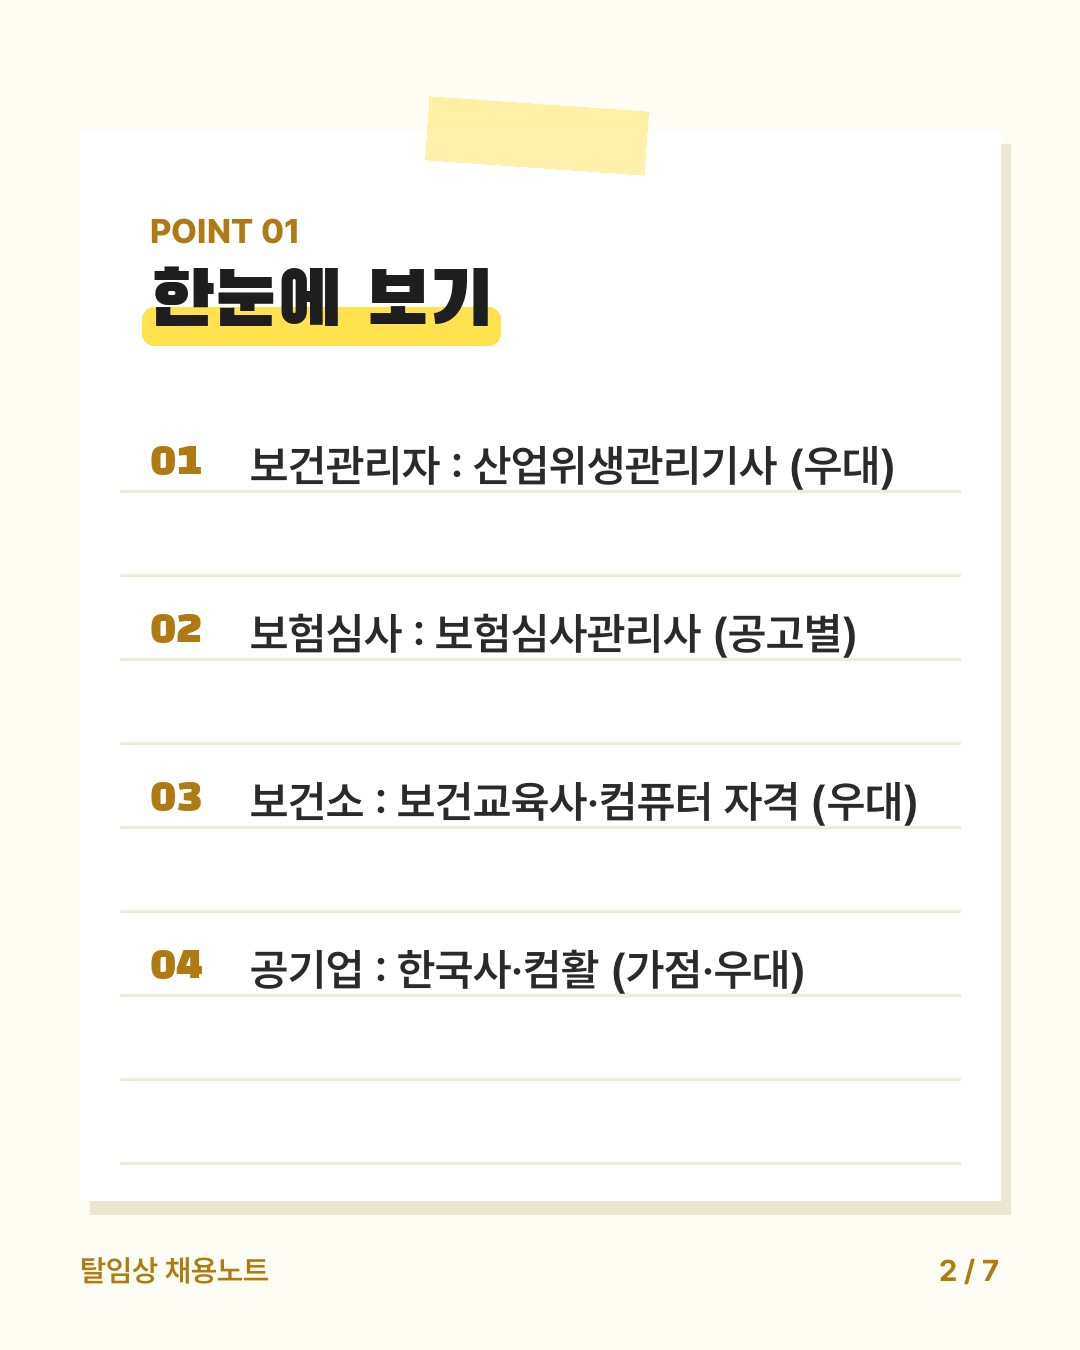 POINT 01
한눈에 보기
01 보건관리자 : 산업위생관리기사 (우대)
02 보험심사 : 보험심사관리사 (공고별)
03 보건소 : 보건교육사·컴퓨터 자격 (우대)
04 공기업 : 한국사·컴활 (가점·우대)
탈임상 채용노트
2 / 7